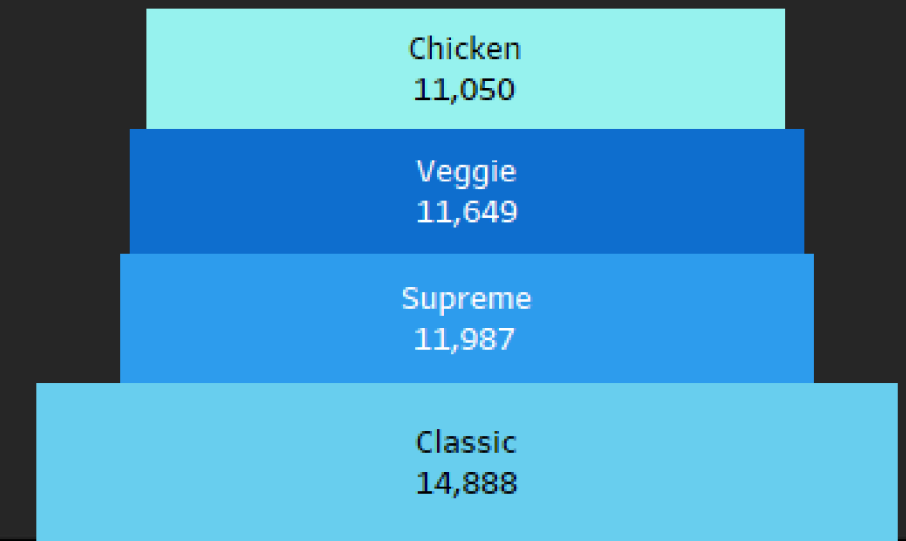 Chicken
11,050
Veggie
11,649
Supreme
11,987
Classic
14,888